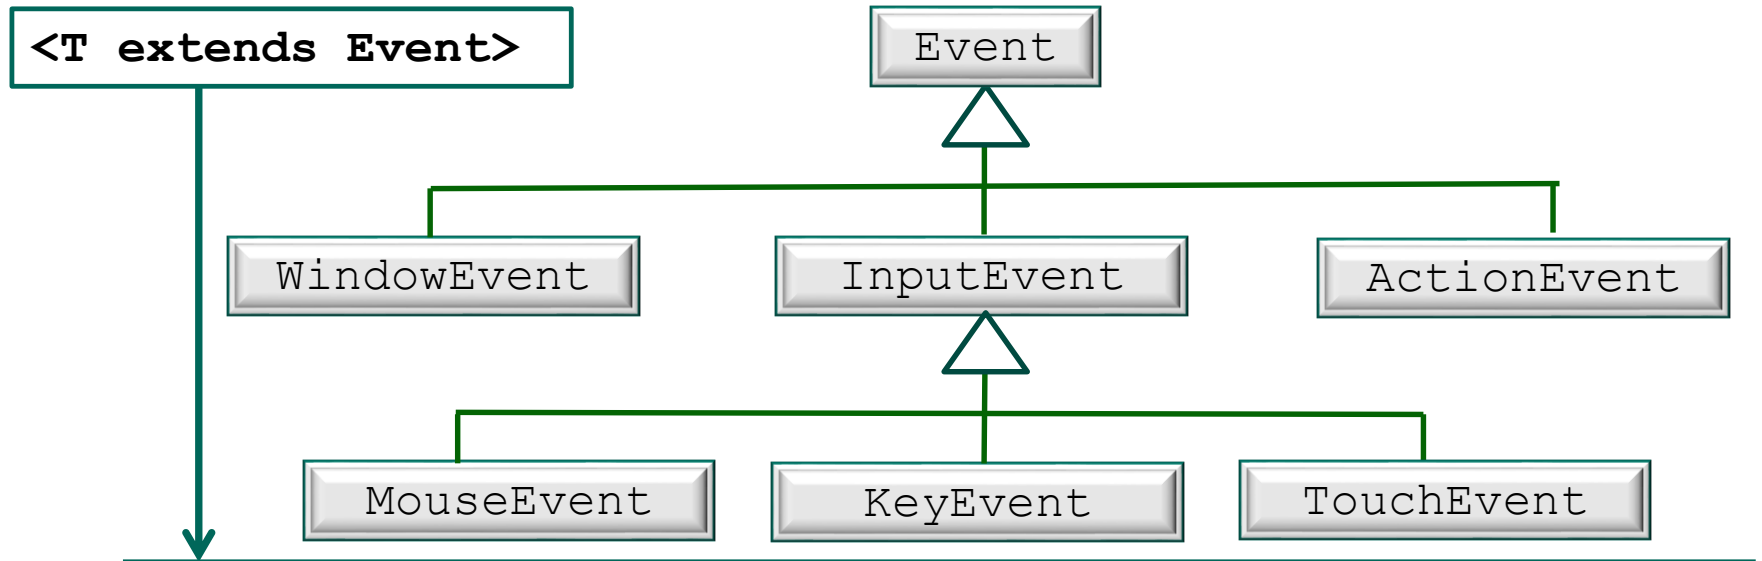 <T extends Event>
Event
WindowEvent
InputEvent
ActionEvent
MouseEvent
KeyEvent
TouchEvent